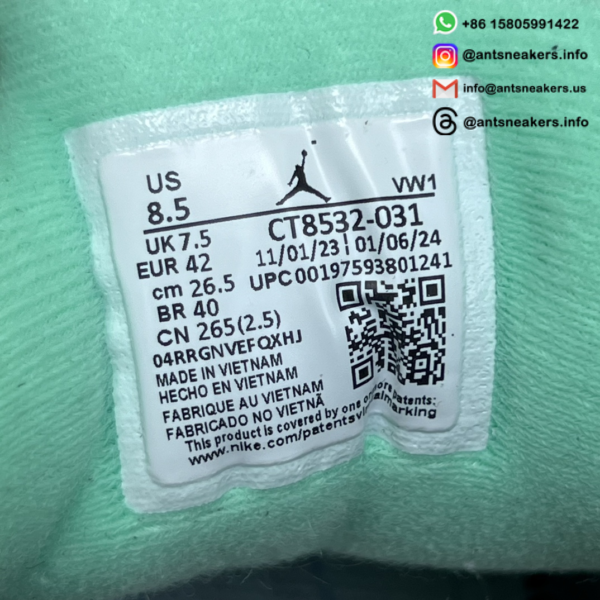 +86 15805991422
@antsneakers.info
info@antsneakers.us
@antsneakers.info
US
8.5
VW1
UK 7.5
CT8532-031
EUR 42
11/01/23 | 01/06/24
cm 26.5
UPC 00197593801241
BR 40
CN 265(2.5)
04RRGNVEFQXHJ
MADE IN VIETNAM
HECHO EN VIETNAM
FABRIQUE AU VIETNAM
FABRICADO NO VIETNÃ
This product is covered by one or more patents:
www.nike.com/patentsvirtualmarking